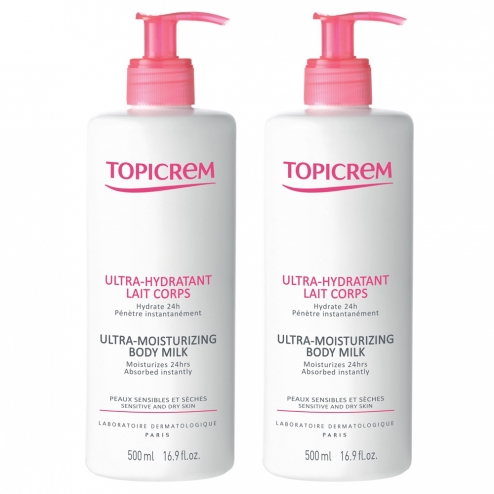 TOPICREM
ULTRA-HYDRATANT
LAIT CORPS
Hydrate 24h
Pénètre instantanément
ULTRA-MOISTURIZING
BODY MILK
Moisturizes 24hrs
Absorbed instantly
PEAUX SENSIBLES ET SÈCHES
SENSITIVE AND DRY SKIN
LABORATOIRE DERMATOLOGIQUE
PARIS
500 ml 16.9 fl.oz.
TOPICREM
ULTRA-HYDRATANT
LAIT CORPS
Hydrate 24h
Pénètre instantanément
ULTRA-MOISTURIZING
BODY MILK
Moisturizes 24hrs
Absorbed instantly
PEAUX SENSIBLES ET SÈCHES
SENSITIVE AND DRY SKIN
LABORATOIRE DERMATOLOGIQUE
PARIS
500 ml 16.9 fl.oz.